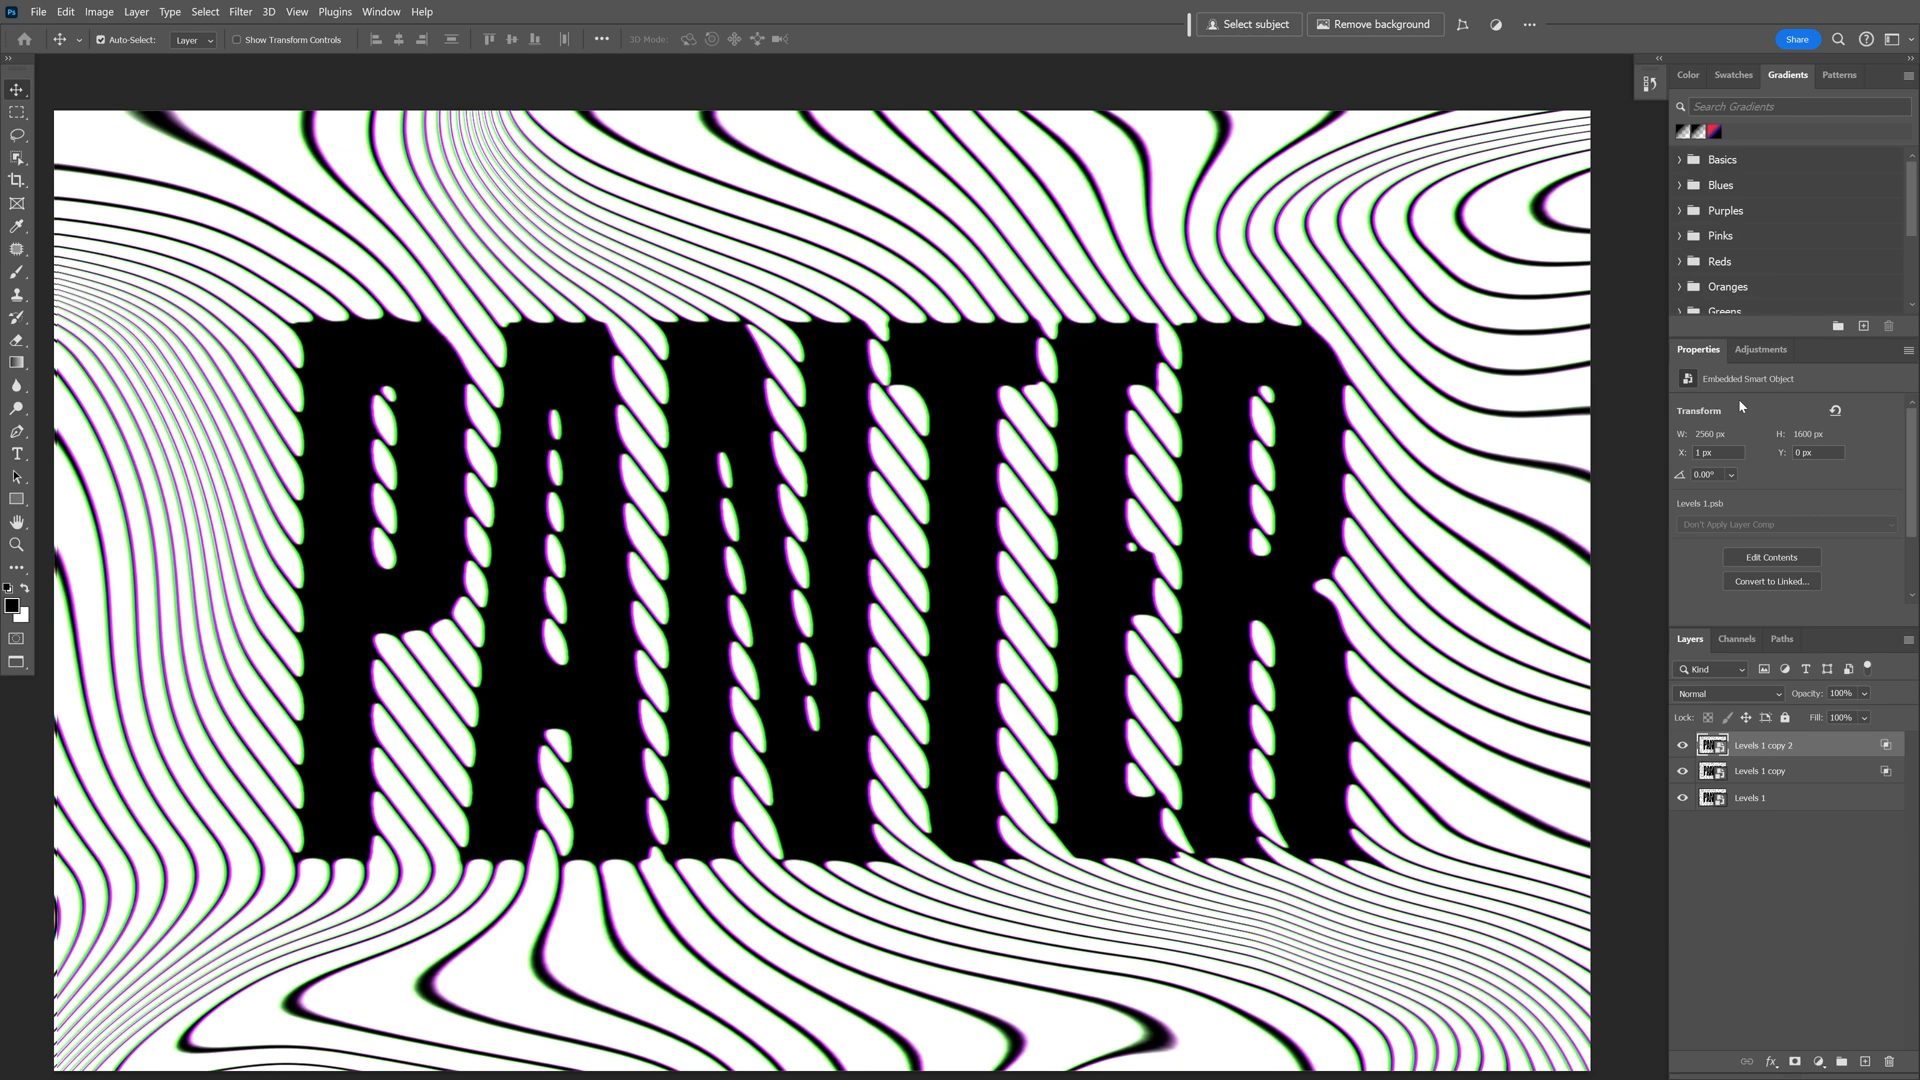 Ps File Edit Image Layer Type Select Filter 3D View Plugins Window Help
Select subject Remove background
Auto-Select: Layer Show Transform Controls 3D Mode: Share
Color Swatches Gradients Patterns
Search Gradients
Basics
Blues
Purples
Pinks
Reds
Oranges
Greens
Properties Adjustments
Embedded Smart Object
Transform
W: 2560 px H: 1600 px
X: 1 px Y: 0 px
0.00°
Levels 1.psb
Don't Apply Layer Comp
Edit Contents
Convert to Linked...
Layers Channels Paths
Kind
Normal Opacity: 100%
Lock: Fill: 100%
Levels 1 copy 2
Levels 1 copy
Levels 1
PANTER